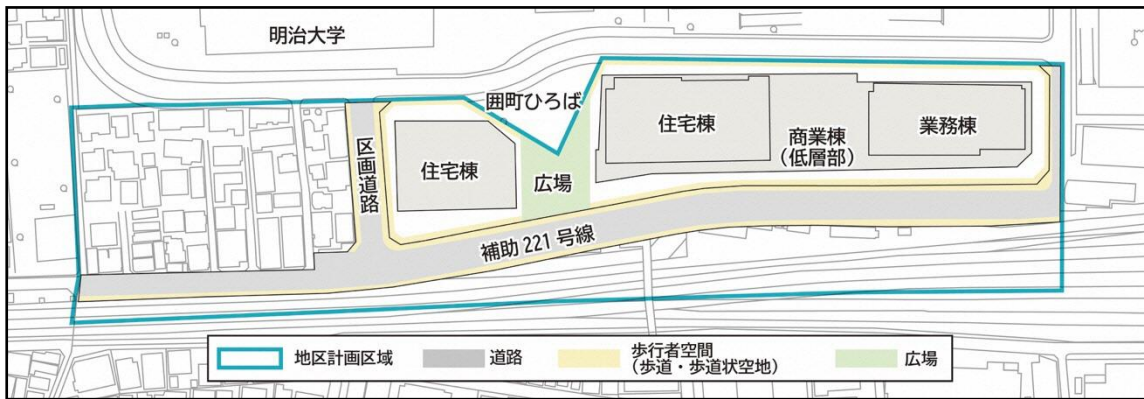 明治大学
囲町ひろば
区画道路
住宅棟
広場
住宅棟
商業棟
(低層部)
業務棟
補助221号線
地区計画区域
道路
歩行者空間
(歩道・歩道状空地)
広場